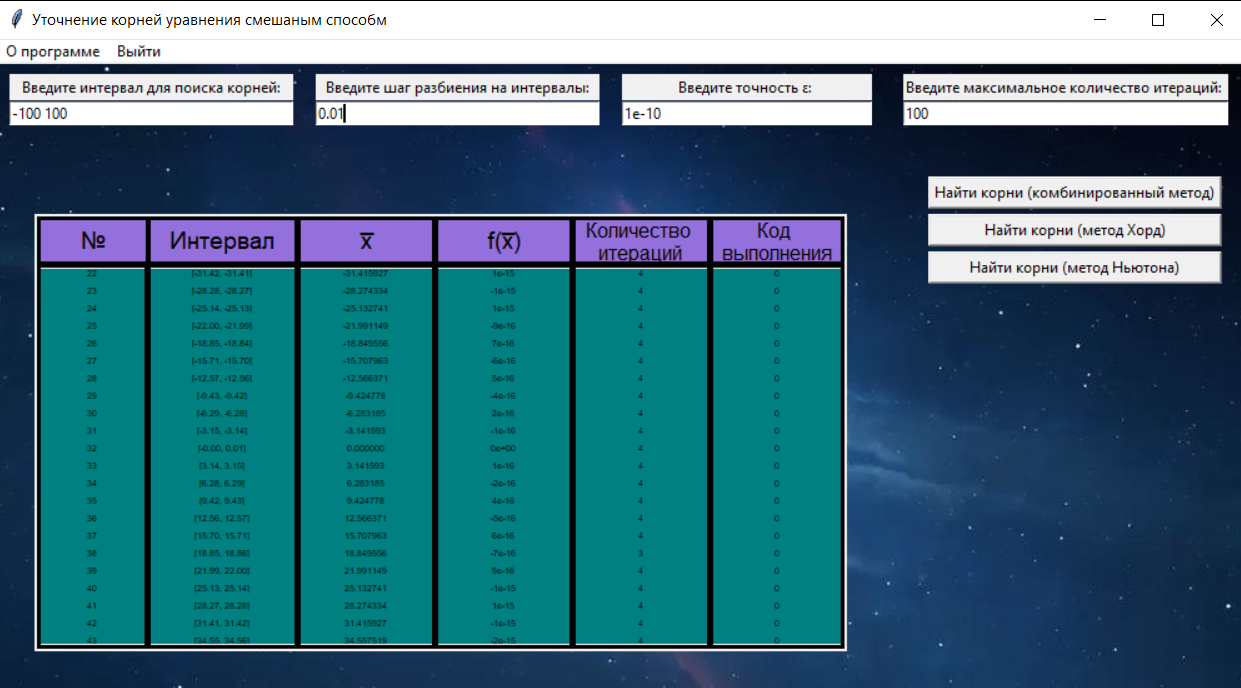 Уточнение корней уравнения смешаным способм
О программе Выйти
Введите интервал для поиска корней: Введите шаг разбиения на интервалы: Введите точность ε: Введите максимальное количество итераций:
-100 100 0.01 1e-10 100
Найти корни (комбинированный метод)
Найти корни (метод Хорд)
Найти корни (метод Ньютона)
№ Интервал x̅ f(x̅) Количество итераций Код выполнения
22 [-31.42, -31.41] -31.415927 1e-15 4 0
23 [-28.28, -28.27] -28.274334 -1e-15 4 0
24 [-25.14, -25.13] -25.132741 1e-15 4 0
25 [-22.00, -21.99] -21.991149 -9e-16 4 0
26 [-18.85, -18.84] -18.849556 7e-16 4 0
27 [-15.71, -15.70] -15.707963 -6e-16 4 0
28 [-12.57, -12.56] -12.566371 5e-16 4 0
29 [-9.43, -9.42] -9.424778 -4e-16 4 0
30 [-6.29, -6.28] -6.283185 2e-16 4 0
31 [-3.15, -3.14] -3.141593 -1e-16 4 0
32 [-0.00, 0.01] 0.000000 0e+00 4 0
33 [3.14, 3.15] 3.141593 1e-16 4 0
34 [6.28, 6.29] 6.283185 -2e-16 4 0
35 [9.42, 9.43] 9.424778 4e-16 4 0
36 [12.56, 12.57] 12.566371 -5e-16 4 0
37 [15.70, 15.71] 15.707963 6e-16 4 0
38 [18.85, 18.86] 18.849556 -7e-16 3 0
39 [21.99, 22.00] 21.991149 9e-16 4 0
40 [25.13, 25.14] 25.132741 -1e-15 4 0
41 [28.27, 28.28] 28.274334 1e-15 4 0
42 [31.41, 31.42] 31.415927 -1e-15 4 0
43 [34.55, 34.56] 34.557519 -2e-15 4 0